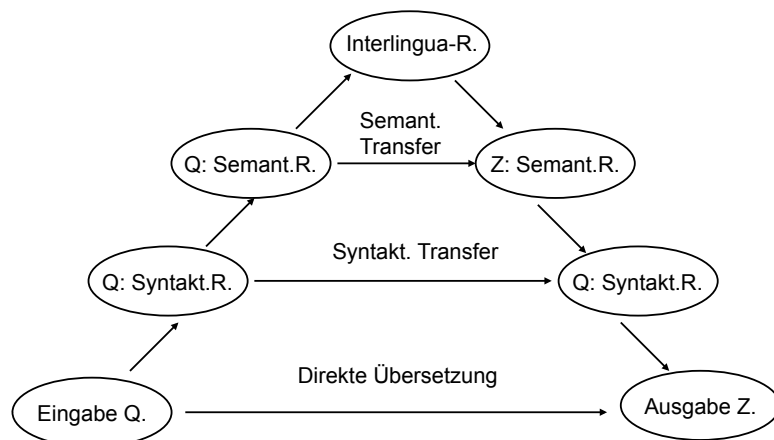 Interlingua-R.
Semant.
Transfer
Q: Semant.R.
Z: Semant.R.
Syntakt. Transfer
Q: Syntakt.R.
Q: Syntakt.R.
Direkte Übersetzung
Eingabe Q.
Ausgabe Z.